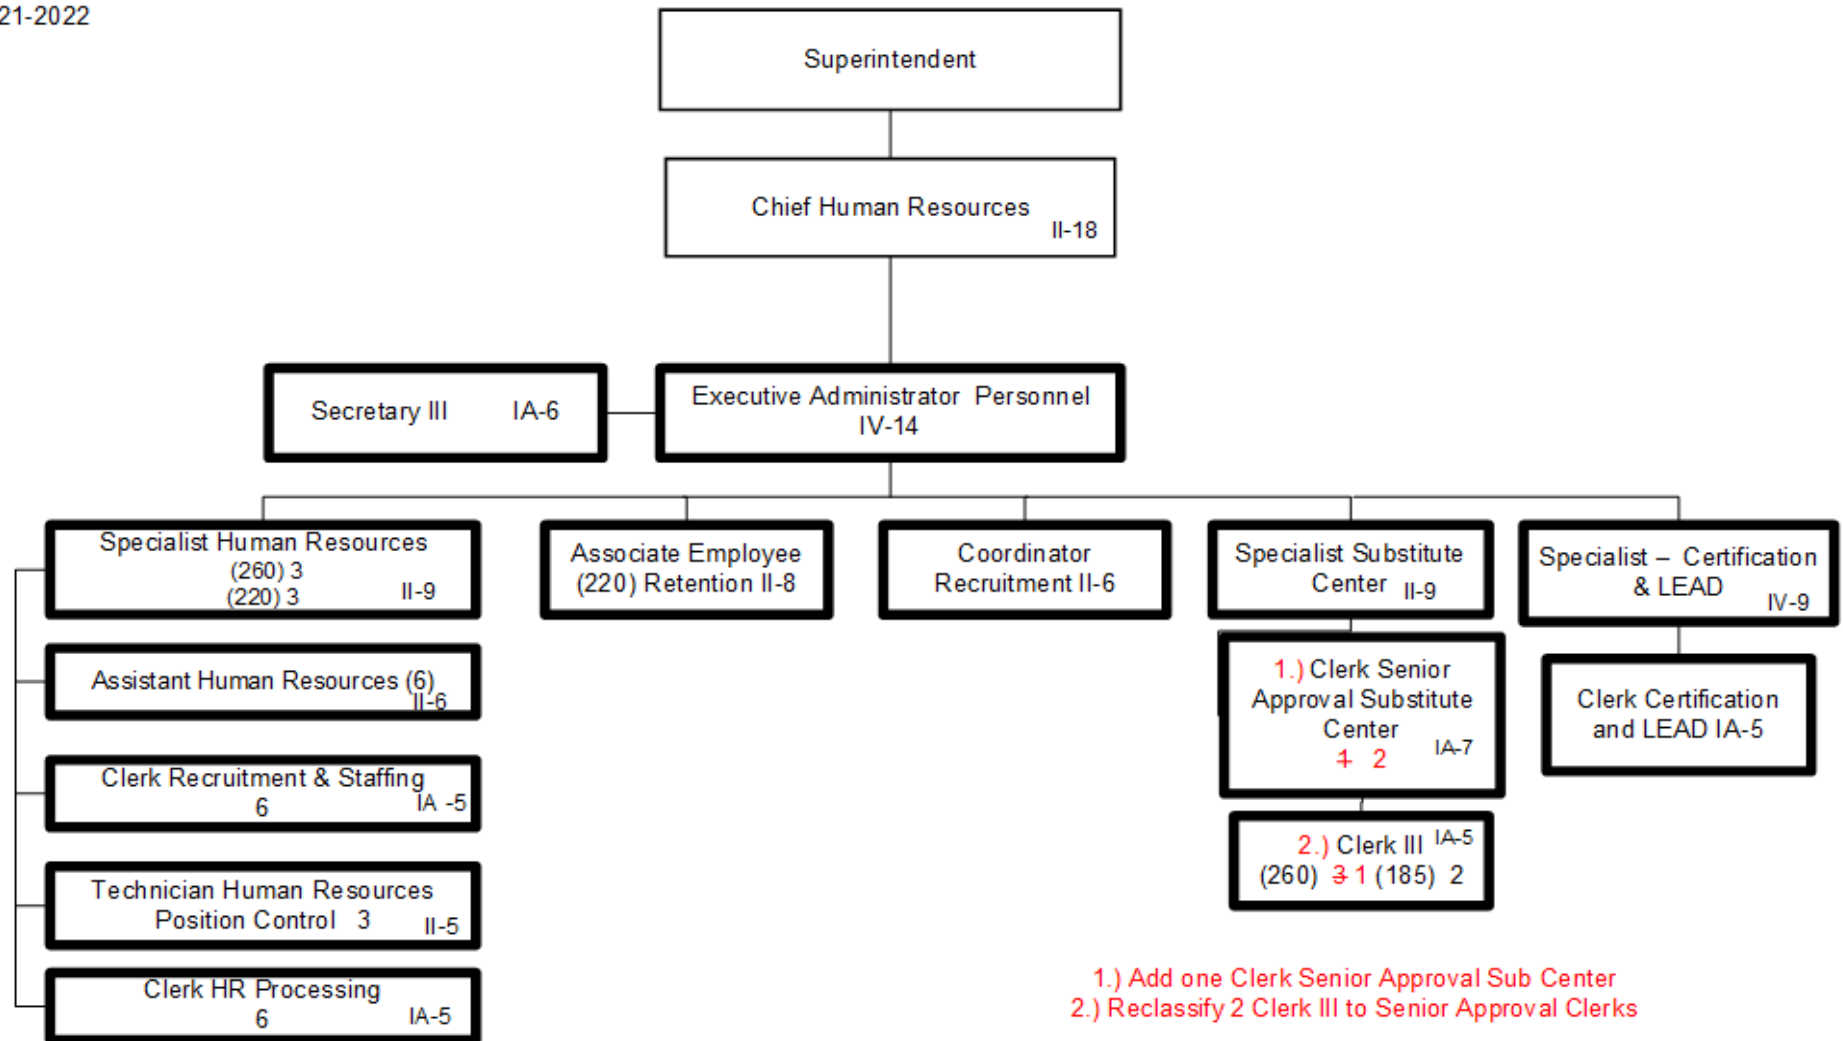 21-2022
Superintendent
Chief Human Resources
II-18
Secretary III IA-6
Executive Administrator Personnel
IV-14
Specialist Human Resources
(260) 3
(220) 3 II-9
Associate Employee
(220) Retention II-8
Coordinator
Recruitment II-6
Specialist Substitute
Center II-9
Specialist – Certification
& LEAD
IV-9
Assistant Human Resources (6)
II-6
Clerk Recruitment & Staffing
6 IA -5
Technician Human Resources
Position Control 3 II-5
Clerk HR Processing
6 IA-5
1.) Clerk Senior
Approval Substitute
Center
1 2 IA-7
2.) Clerk III IA-5
(260) 3 1 (185) 2
Clerk Certification
and LEAD IA-5
1.) Add one Clerk Senior Approval Sub Center
2.) Reclassify 2 Clerk III to Senior Approval Clerks